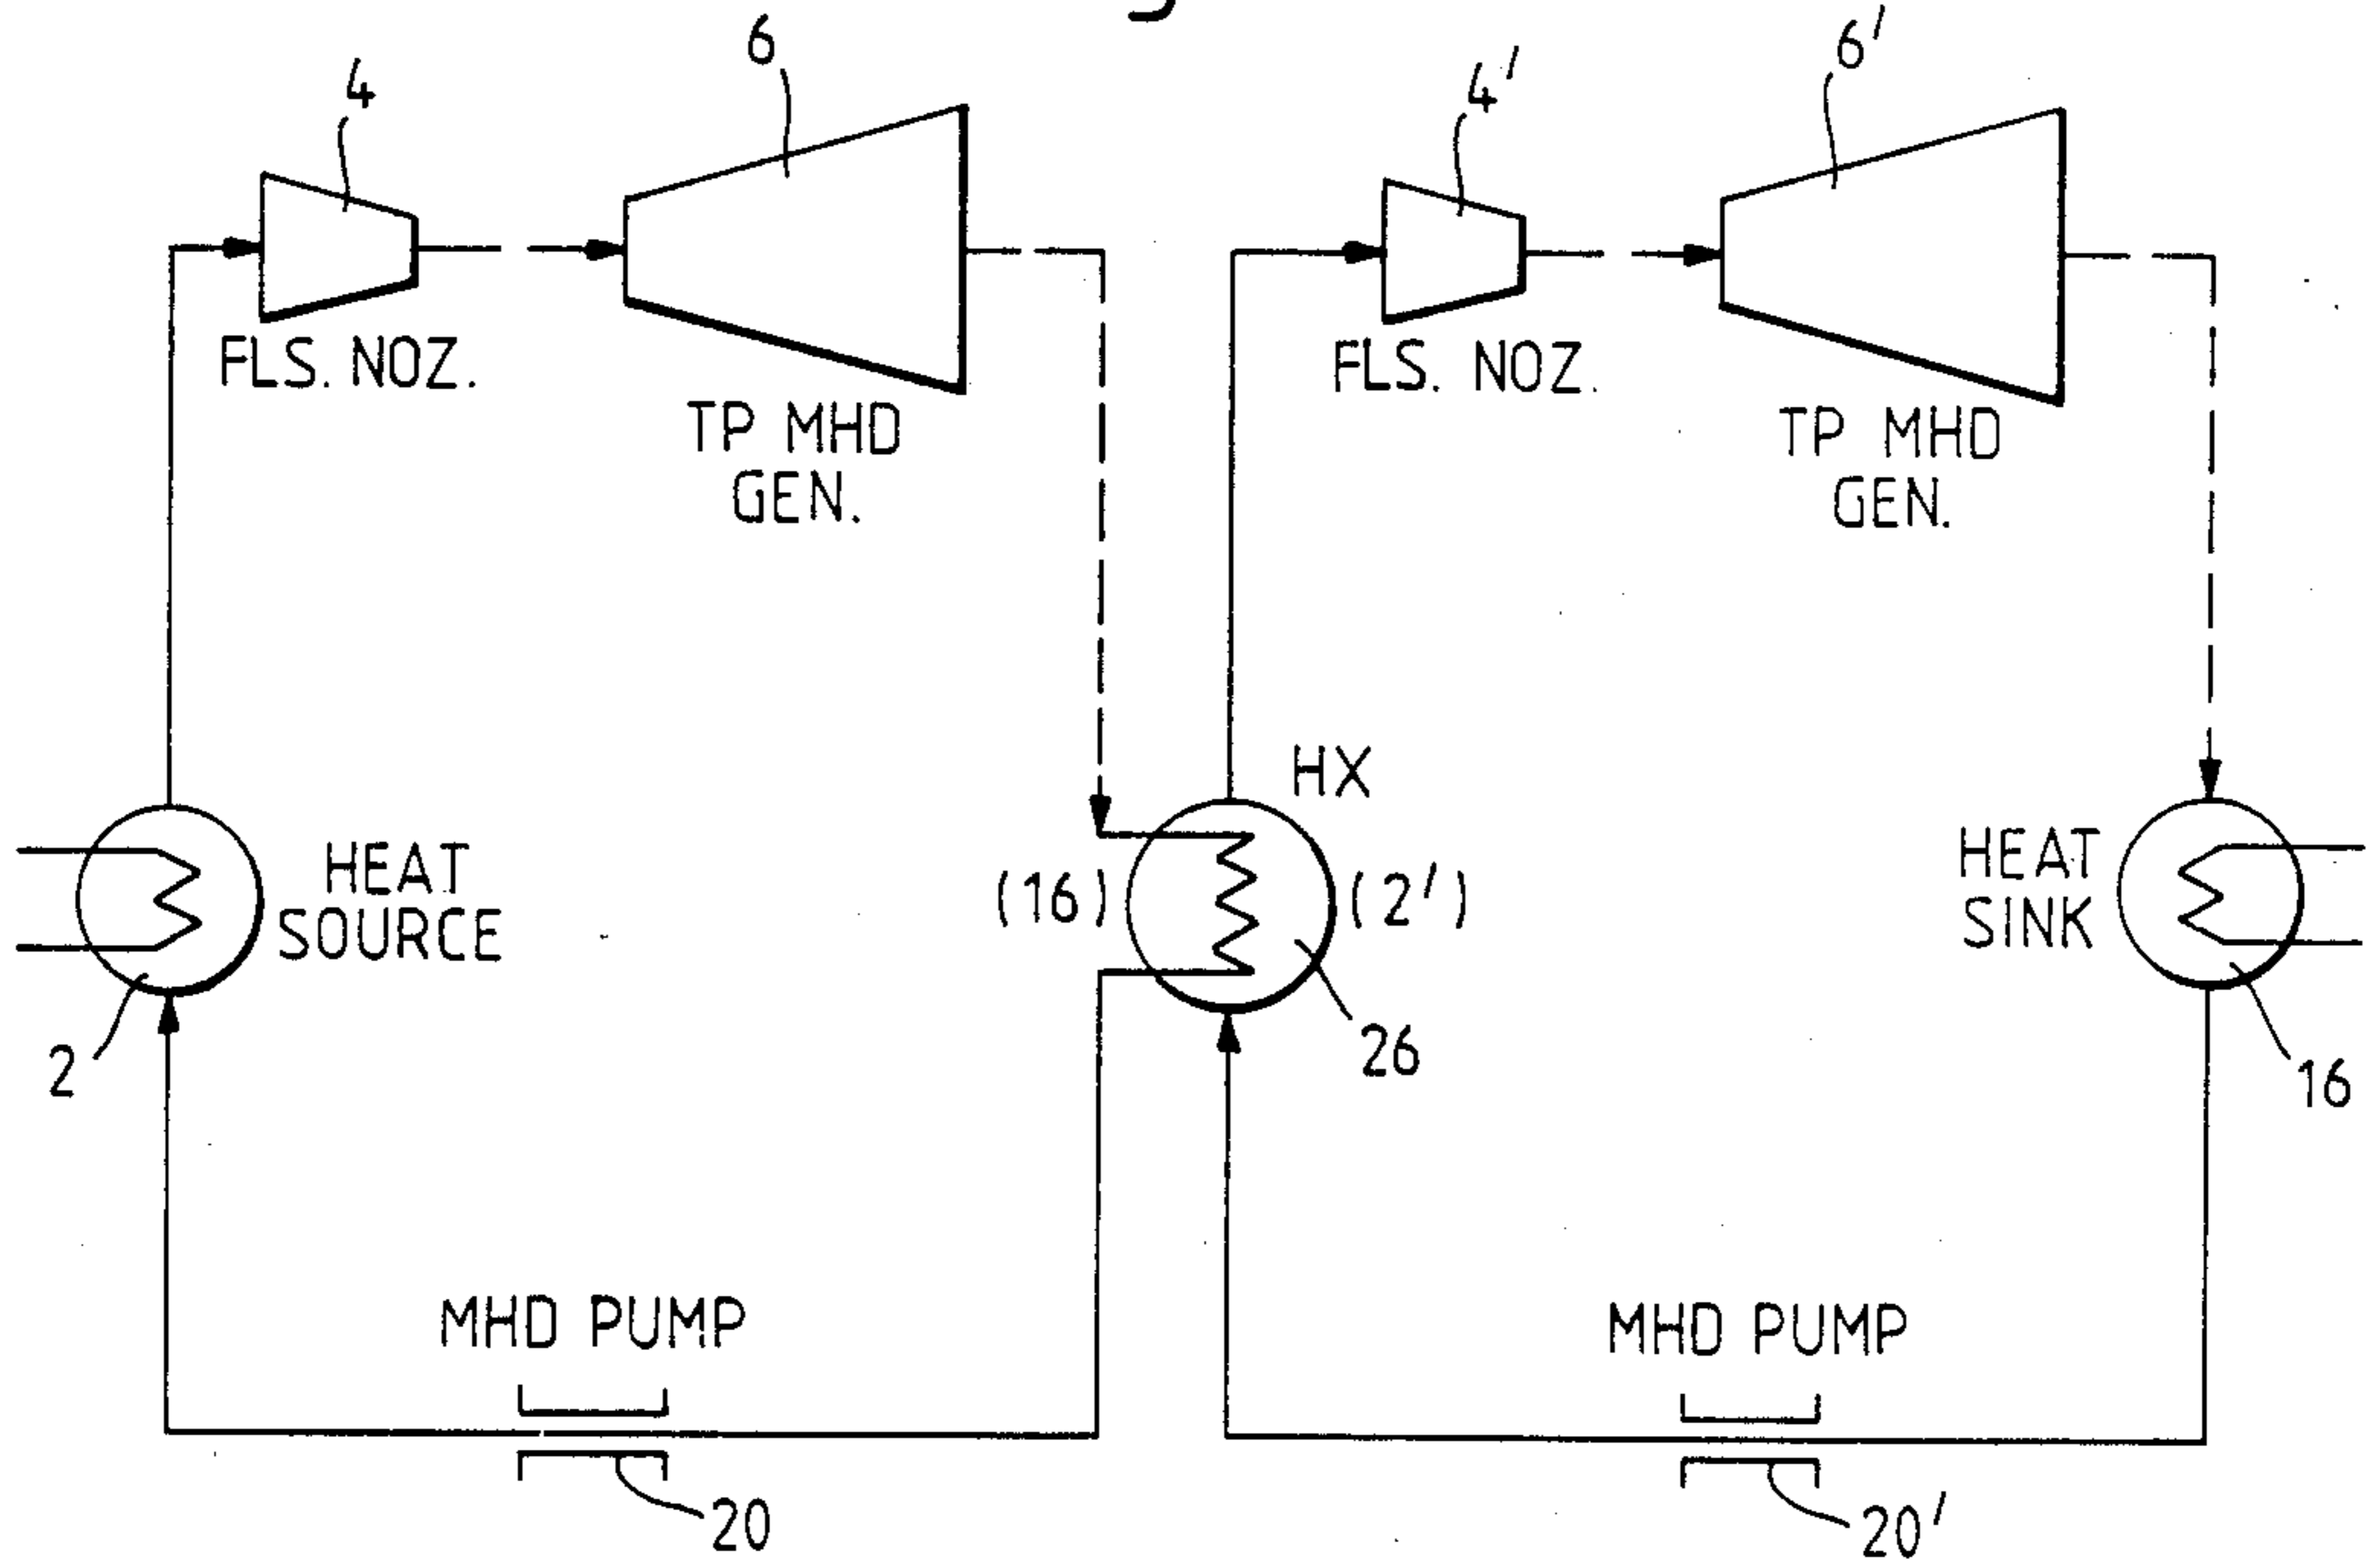 6
6'
4
4'
FLS. NOZ.
FLS. NOZ.
TP MHD
GEN.
TP MHD
GEN.
HX
HEAT
SOURCE
(16)
(2')
HEAT
SINK
2
26
16
MHD PUMP
MHD PUMP
20
20'